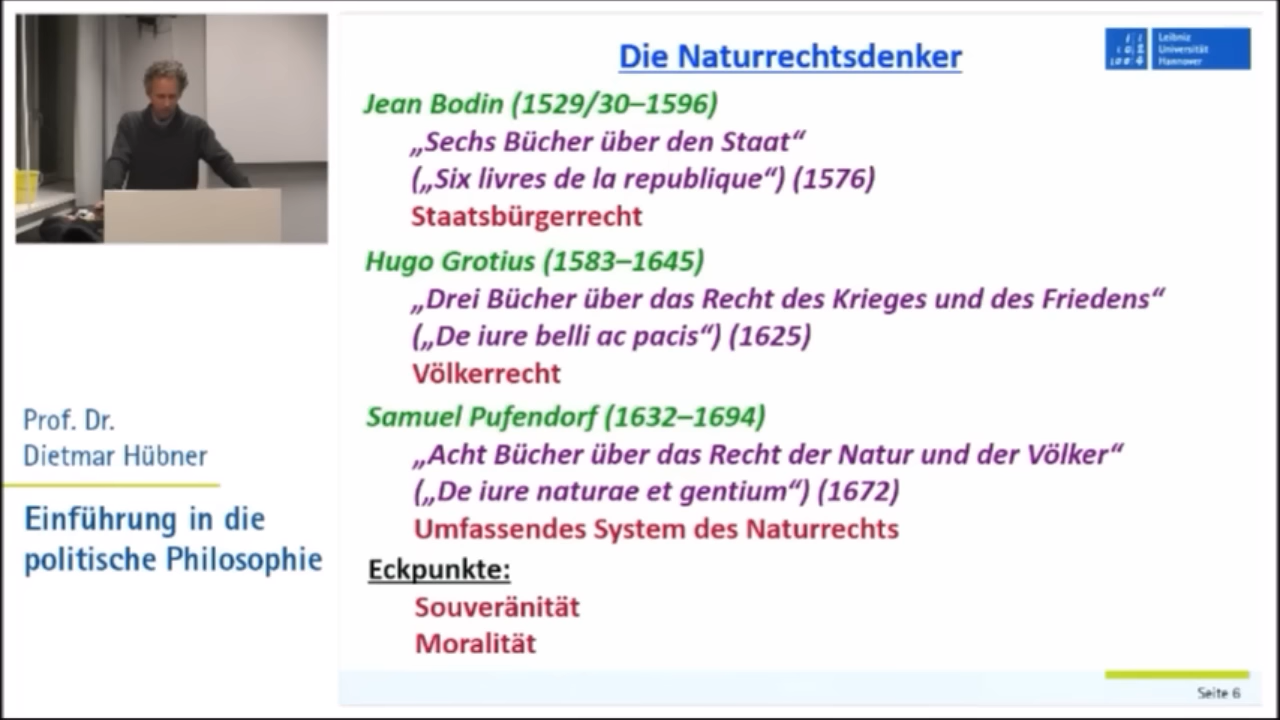 Die Naturrechtsdenker
Leibniz
Universität
Hannover
Jean Bodin (1529/30–1596)
„Sechs Bücher über den Staat“
(„Six livres de la republique“) (1576)
Staatsbürgerrecht
Hugo Grotius (1583–1645)
„Drei Bücher über das Recht des Krieges und des Friedens“
(„De iure belli ac pacis“) (1625)
Völkerrecht
Samuel Pufendorf (1632–1694)
„Acht Bücher über das Recht der Natur und der Völker“
(„De iure naturae et gentium“) (1672)
Umfassendes System des Naturrechts
Eckpunkte:
Souveränität
Moralität
Seite 6
Prof. Dr.
Dietmar Hübner
Einführung in die
politische Philosophie